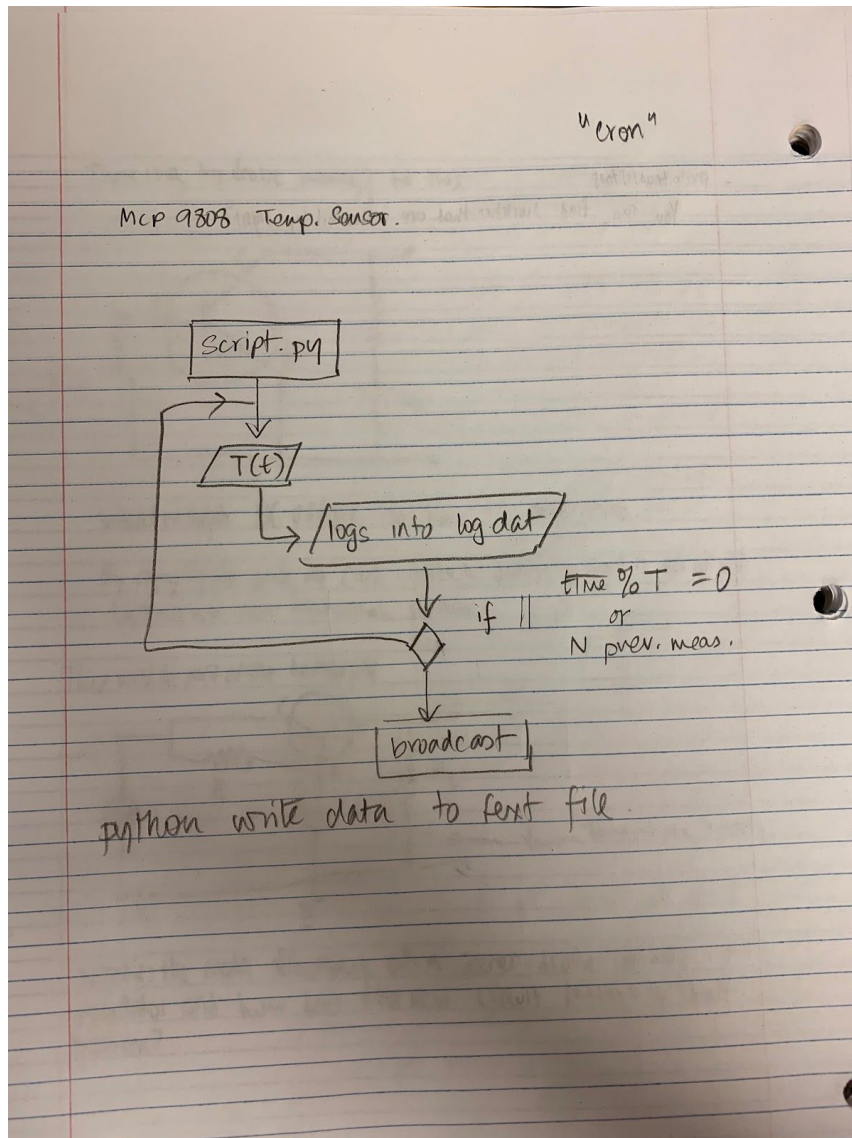 "cron"
MCP 9808 Temp. Sensor.
Script.py
T(t)
logs into log dat
if || time % T = 0
or
N prev. meas.
broadcast
python write data to text file